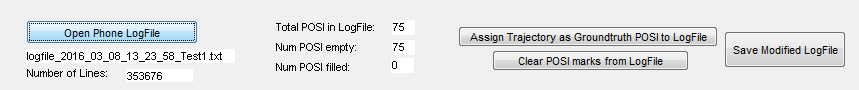 Open Phone LogFile
logfile_2016_03_08_13_23_58_Test1.txt
Number of Lines: 353676
Total POSI in LogFile: 75
Num POSI empty: 75
Num POSI filled: 0
Assign Trajectory as Groundtruth POSI to LogFile
Clear POSI marks from LogFile
Save Modified LogFile